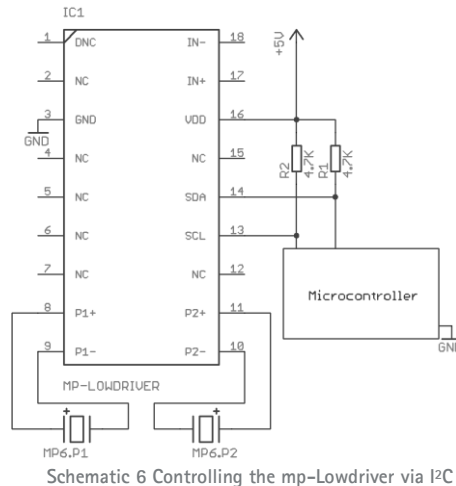 IC1
1 DNC IN- 18
2 NC IN+ 17
3 GND VDD 16
GND
4 NC NC 15
5 NC SDA 14
6 NC SCL 13
7 NC NC 12
8 P1+ P2+ 11
9 P1- P2- 10
MP-LOWDRIVER
+5V
R2
4.7K
R1
4.7K
Microcontroller
GND
+
MP6.P1
+
MP6.P2
Schematic 6 Controlling the mp-Lowdriver via I²C